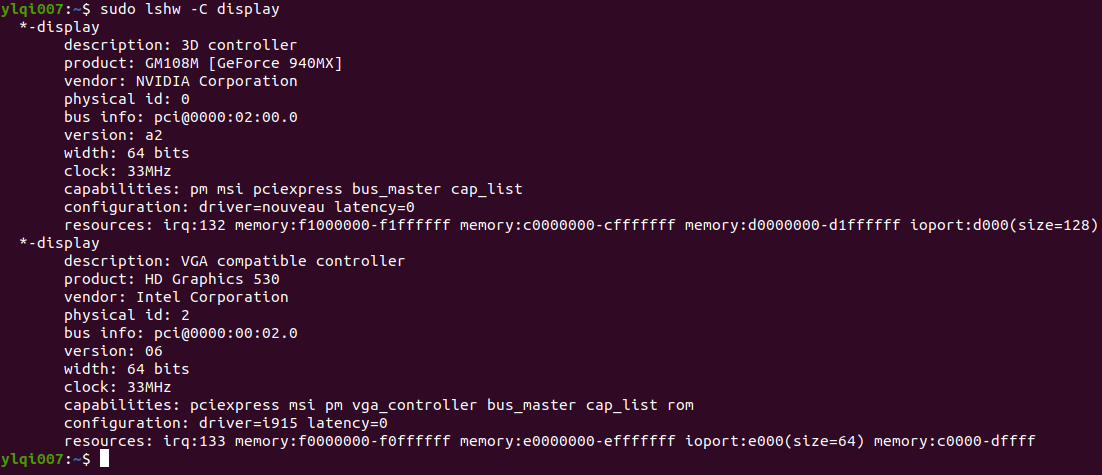 ylqi007:~$ sudo lshw -C display
  *-display
       description: 3D controller
       product: GM108M [GeForce 940MX]
       vendor: NVIDIA Corporation
       physical id: 0
       bus info: pci@0000:02:00.0
       version: a2
       width: 64 bits
       clock: 33MHz
       capabilities: pm msi pciexpress bus_master cap_list
       configuration: driver=nouveau latency=0
       resources: irq:132 memory:f1000000-f1ffffff memory:c0000000-cfffffff memory:d0000000-d1ffffff ioport:d000(size=128)
  *-display
       description: VGA compatible controller
       product: HD Graphics 530
       vendor: Intel Corporation
       physical id: 2
       bus info: pci@0000:00:02.0
       version: 06
       width: 64 bits
       clock: 33MHz
       capabilities: pciexpress msi pm vga_controller bus_master cap_list rom
       configuration: driver=i915 latency=0
       resources: irq:133 memory:f0000000-f0ffffff memory:e0000000-efffffff ioport:e000(size=64) memory:c0000-dffff
ylqi007:~$